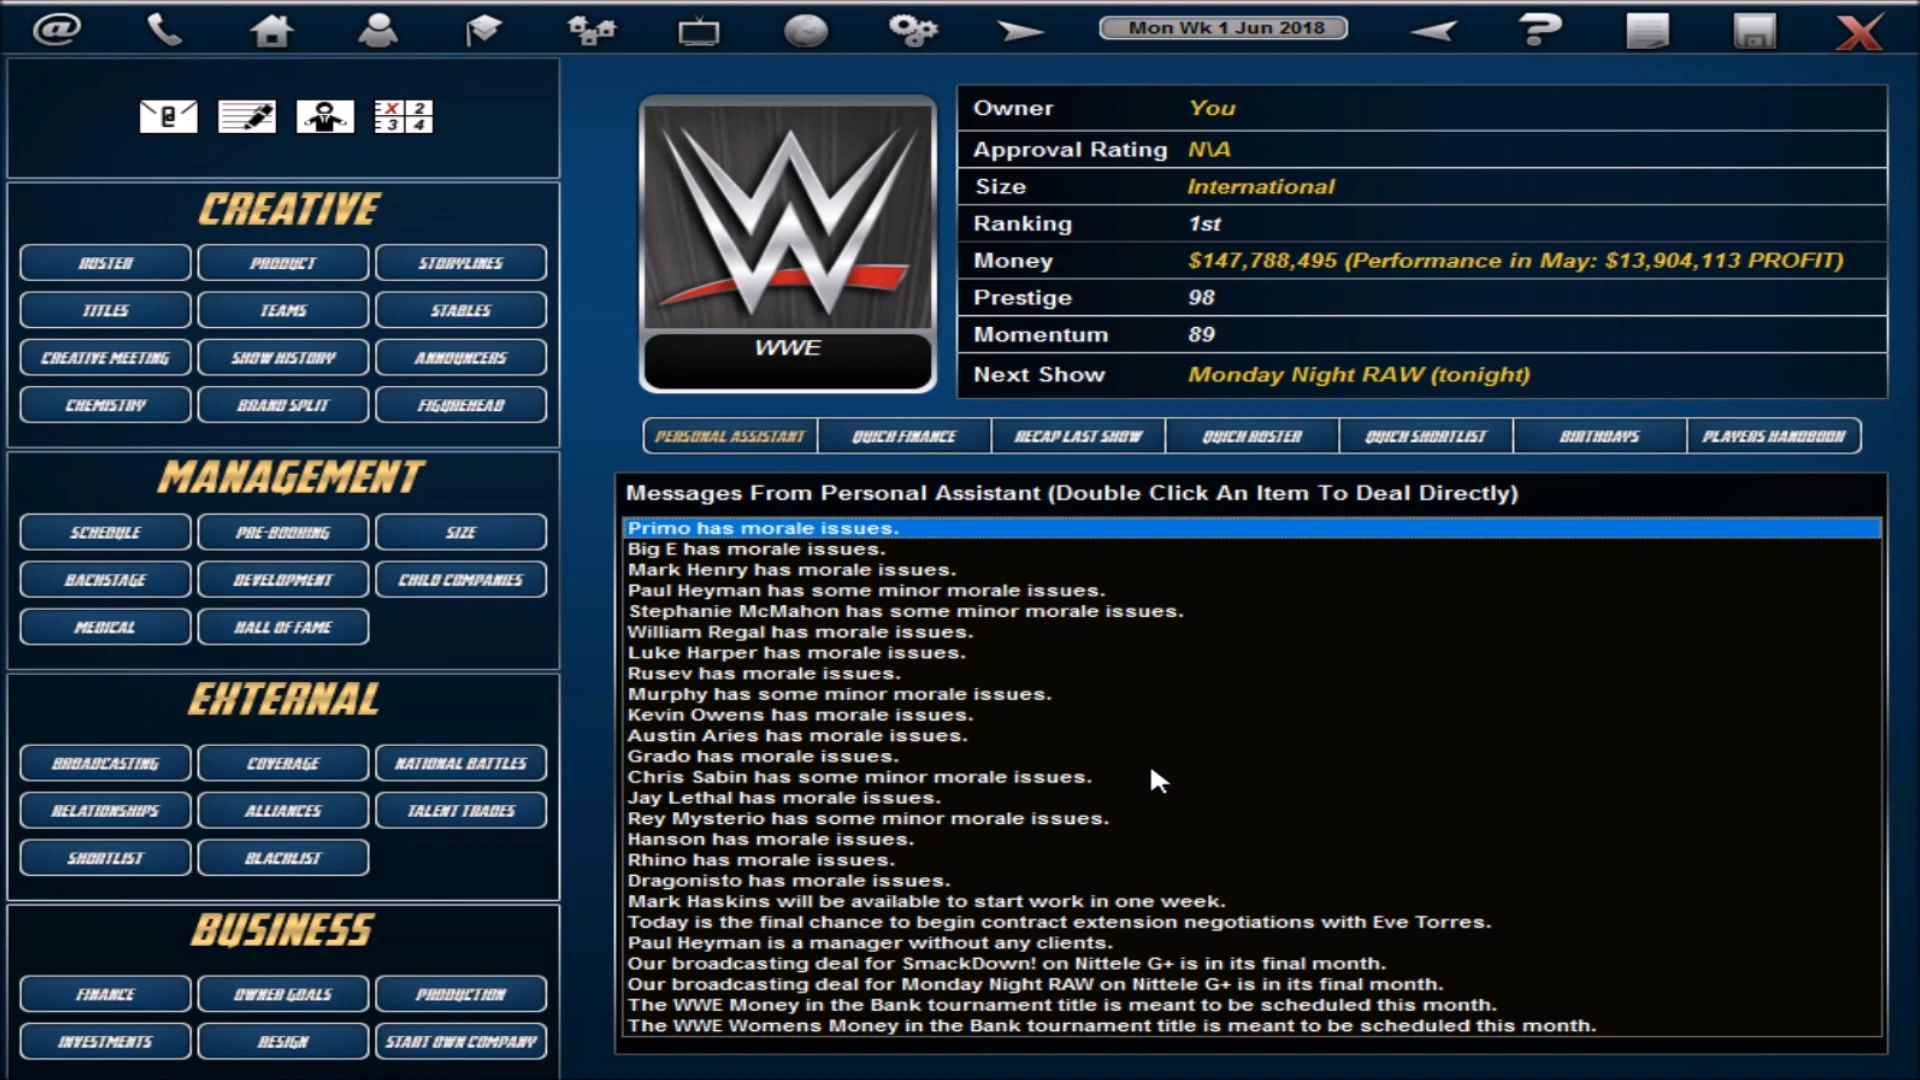 Mon Wk 1 Jun 2018
CREATIVE
ROSTER
PRODUCT
STORYLINES
TITLES
TEAMS
STABLES
CREATIVE MEETING
SHOW HISTORY
ANNOUNCERS
CHEMISTRY
BRAND SPLIT
FIGUREHEAD
MANAGEMENT
SCHEDULE
PRE-BOOKING
SIZE
BACKSTAGE
DEVELOPMENT
CHILD COMPANIES
MEDICAL
HALL OF FAME
EXTERNAL
BROADCASTING
COVERAGE
NATIONAL BATTLES
RELATIONSHIPS
ALLIANCES
TALENT TRADES
SHORTLIST
BLACKLIST
BUSINESS
FINANCE
OWNER GOALS
PRODUCTION
INVESTMENTS
RESIGN
START OWN COMPANY
WWE
Owner You
Approval Rating N\A
Size International
Ranking 1st
Money $147,788,495 (Performance in May: $13,904,113 PROFIT)
Prestige 98
Momentum 89
Next Show Monday Night RAW (tonight)
PERSONAL ASSISTANT
QUICK FINANCE
RECAP LAST SHOW
QUICK ROSTER
QUICK SHORTLIST
BIRTHDAYS
PLAYERS HANDBOOK
Messages From Personal Assistant (Double Click An Item To Deal Directly)
Primo has morale issues.
Big E has morale issues.
Mark Henry has morale issues.
Paul Heyman has some minor morale issues.
Stephanie McMahon has some minor morale issues.
William Regal has morale issues.
Luke Harper has morale issues.
Rusev has morale issues.
Murphy has some minor morale issues.
Kevin Owens has morale issues.
Austin Aries has morale issues.
Grado has morale issues.
Chris Sabin has some minor morale issues.
Jay Lethal has morale issues.
Rey Mysterio has some minor morale issues.
Hanson has morale issues.
Rhino has morale issues.
Dragonisto has morale issues.
Mark Haskins will be available to start work in one week.
Today is the final chance to begin contract extension negotiations with Eve Torres.
Paul Heyman is a manager without any clients.
Our broadcasting deal for SmackDown! on Nittele G+ is in its final month.
Our broadcasting deal for Monday Night RAW on Nittele G+ is in its final month.
The WWE Money in the Bank tournament title is meant to be scheduled this month.
The WWE Womens Money in the Bank tournament title is meant to be scheduled this month.